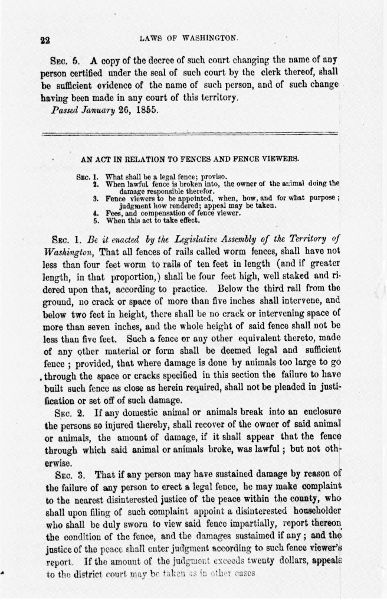 22
LAWS OF WASHINGTON.
SEC. 5. A copy of the decree of such court changing the name of any
person certified under the seal of such court by the clerk thereof, shall
be sufficient evidence of the name of such person, and of such change
having been made in any court of this territory.
Passed January 26, 1855.
AN ACT IN RELATION TO FENCES AND FENCE VIEWERS.
SEC. 1. What shall be a legal fence; proviso.
2. When lawful fence is broken into, the owner of the animal doing the
damage responsible therefor.
3. Fence viewers to be appointed, when, how, and for what purpose;
judgment how rendered; appeal may be taken.
4. Fees, and compensation of fence viewer.
5. When this act to take effect.
SEC. 1. Be it enacted by the Legislative Assembly of the Territory of
Washington, That all fences of rails called worm fences, shall have not
less than four feet worm to rails of ten feet in length (and if greater
length, in that proportion,) shall be four feet high, well staked and ri-
dered upon that, according to practice. Below the third rail from the
ground, no crack or space of more than five inches shall intervene, and
below two feet in height, there shall be no crack or intervening space of
more than seven inches, and the whole height of said fence shall not be
less than five feet. Such a fence or any other equivalent thereto, made
of any other material or form shall be deemed legal and sufficient
fence; provided, that where damage is done by animals too large to go
through the space or cracks specified in this section the failure to have
built such fence as close as herein required, shall not be pleaded in justi-
fication or set off of such damage.
SEC. 2. If any domestic animal or animals break into an enclosure
the persons so injured thereby, shall recover of the owner of said animal
or animals, the amount of damage, if it shall appear that the fence
through which said animal or animals broke, was lawful; but not oth-
erwise.
SEC. 3. That if any person may have sustained damage by reason of
the failure of any person to erect a legal fence, he may make complaint
to the nearest disinterested justice of the peace within the county, who
shall upon filing of such complaint appoint a disinterested householder
who shall be duly sworn to view said fence impartially, report thereon
the condition of the fence, and the damages sustained if any; and the
justice of the peace shall enter judgment according to such fence viewer's
report. If the amount of the judgment exceeds twenty dollars, appeals
to the district court may be taken as in other cases